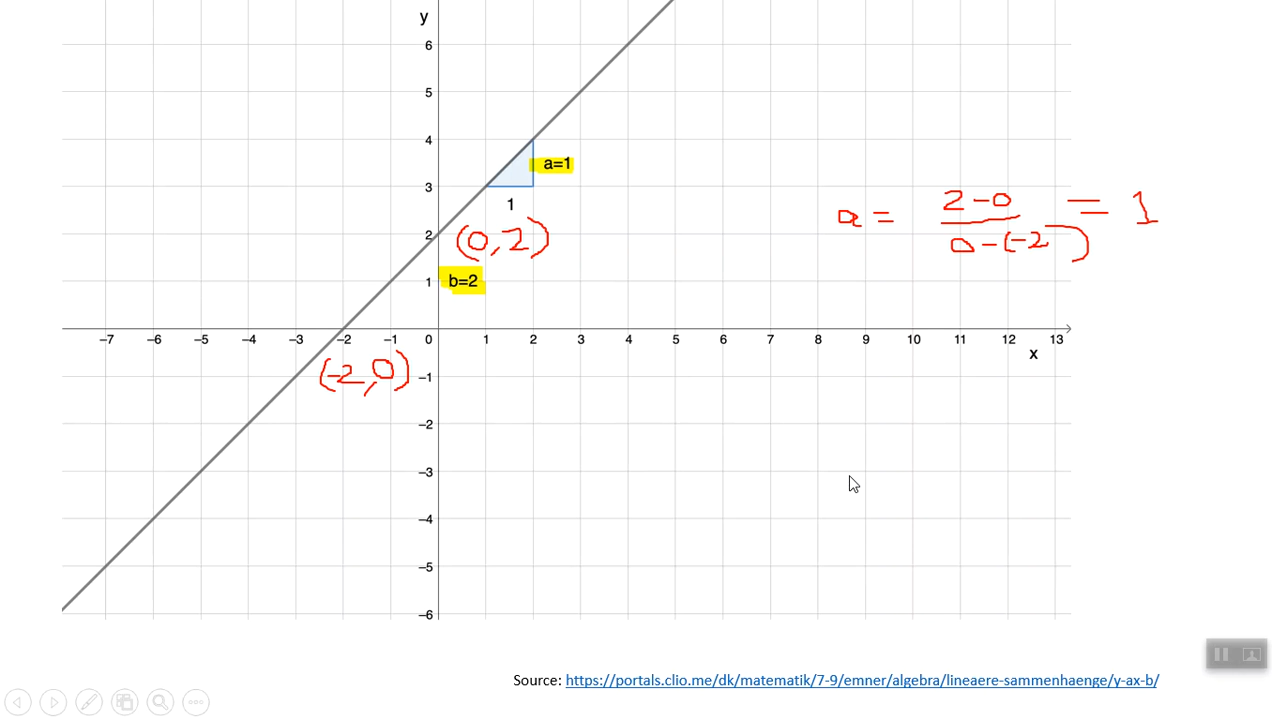 y
6
5
4
a=1
3
1
a = 2-0 / 0-(-2) = 1
2
(0,2)
1
b=2
–7 –6 –5 –4 –3 –2 –1 0 1 2 3 4 5 6 7 8 9 10 11 12 13
x
(-2,0)
–1
–2
–3
–4
–5
–6
Source: https://portals.clio.me/dk/matematik/7-9/emner/algebra/lineaere-sammenhaenge/y-ax-b/